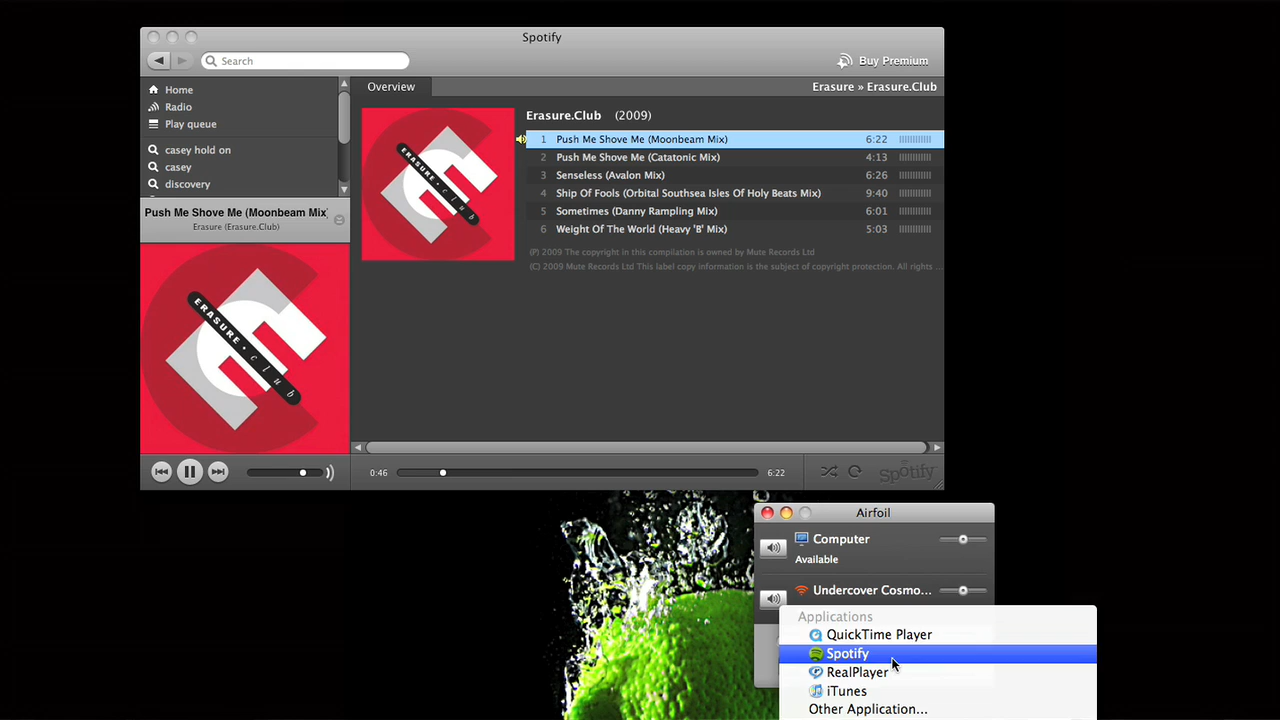 Spotify
Search
Buy Premium
Home
Radio
Play queue
casey hold on
casey
discovery
Overview
Erasure » Erasure.Club
ERASURE • club
Erasure.Club (2009)
1 Push Me Shove Me (Moonbeam Mix) 6:22
2 Push Me Shove Me (Catatonic Mix) 4:13
3 Senseless (Avalon Mix) 6:26
4 Ship Of Fools (Orbital Southsea Isles Of Holy Beats Mix) 9:40
5 Sometimes (Danny Rampling Mix) 6:01
6 Weight Of The World (Heavy 'B' Mix) 5:03
(P) 2009 The copyright in this compilation is owned by Mute Records Ltd
(C) 2009 Mute Records Ltd This label copy information is the subject of copyright protection. All rights ...
Push Me Shove Me (Moonbeam Mix)
Erasure (Erasure.Club)
ERASURE • club
0:46
6:22
Spotify
Airfoil
Computer
Available
Undercover Cosmo...
Applications
QuickTime Player
Spotify
RealPlayer
iTunes
Other Application...